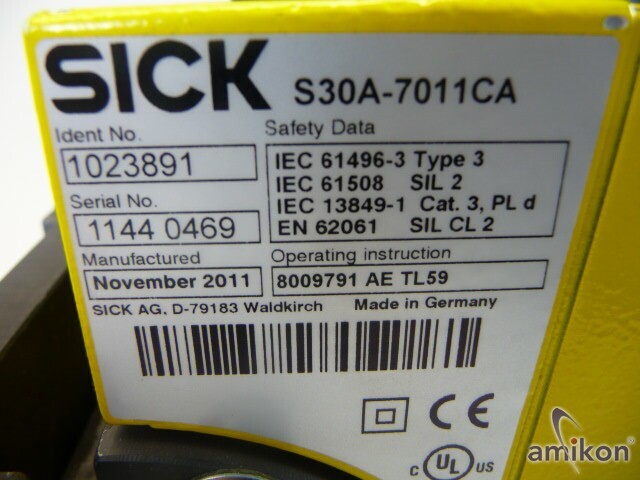 SICK S30A-7011CA
Ident No.
1023891
Serial No.
1144 0469
Manufactured
November 2011
Safety Data
IEC 61496-3 Type 3
IEC 61508 SIL 2
IEC 13849-1 Cat. 3, PL d
EN 62061 SIL CL 2
Operating instruction
8009791 AE TL59
SICK AG, D-79183 Waldkirch Made in Germany
CE
c UL US
amikon